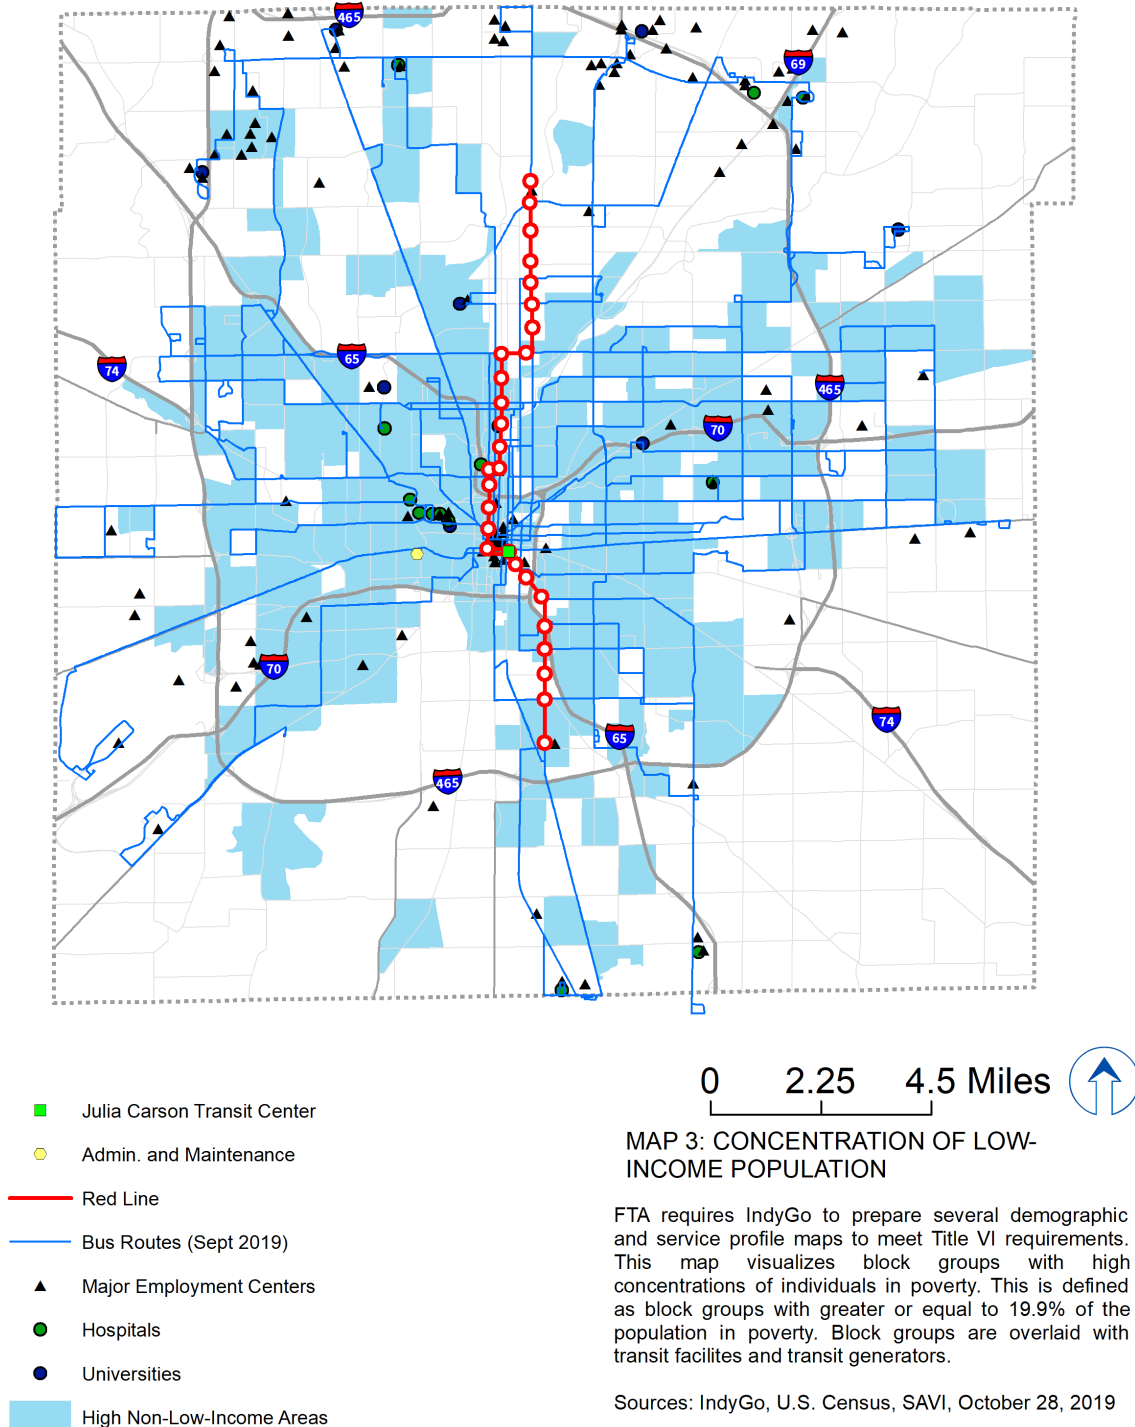 465
69
65
74
465
70
70
74
65
465
Julia Carson Transit Center
Admin. and Maintenance
Red Line
Bus Routes (Sept 2019)
Major Employment Centers
Hospitals
Universities
High Non-Low-Income Areas
0 2.25 4.5 Miles
MAP 3: CONCENTRATION OF LOW-
INCOME POPULATION
FTA requires IndyGo to prepare several demographic
and service profile maps to meet Title VI requirements.
This map visualizes block groups with high
concentrations of individuals in poverty. This is defined
as block groups with greater or equal to 19.9% of the
population in poverty. Block groups are overlaid with
transit facilites and transit generators.
Sources: IndyGo, U.S. Census, SAVI, October 28, 2019